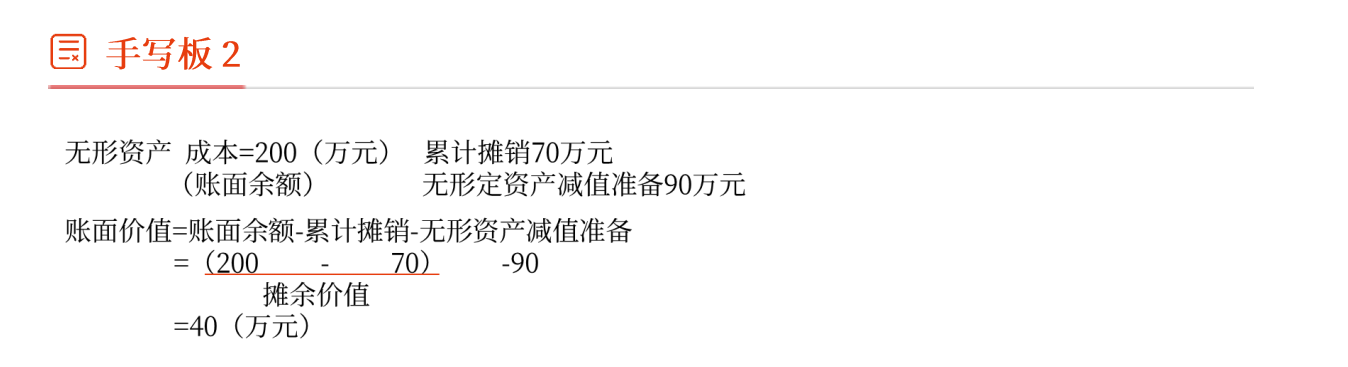 手写板 2
无形资产 成本=200（万元） 累计摊销70万元
（账面余额） 无形定资产减值准备90万元
账面价值=账面余额-累计摊销-无形资产减值准备
=（200 - 70） -90
摊余价值
=40（万元）